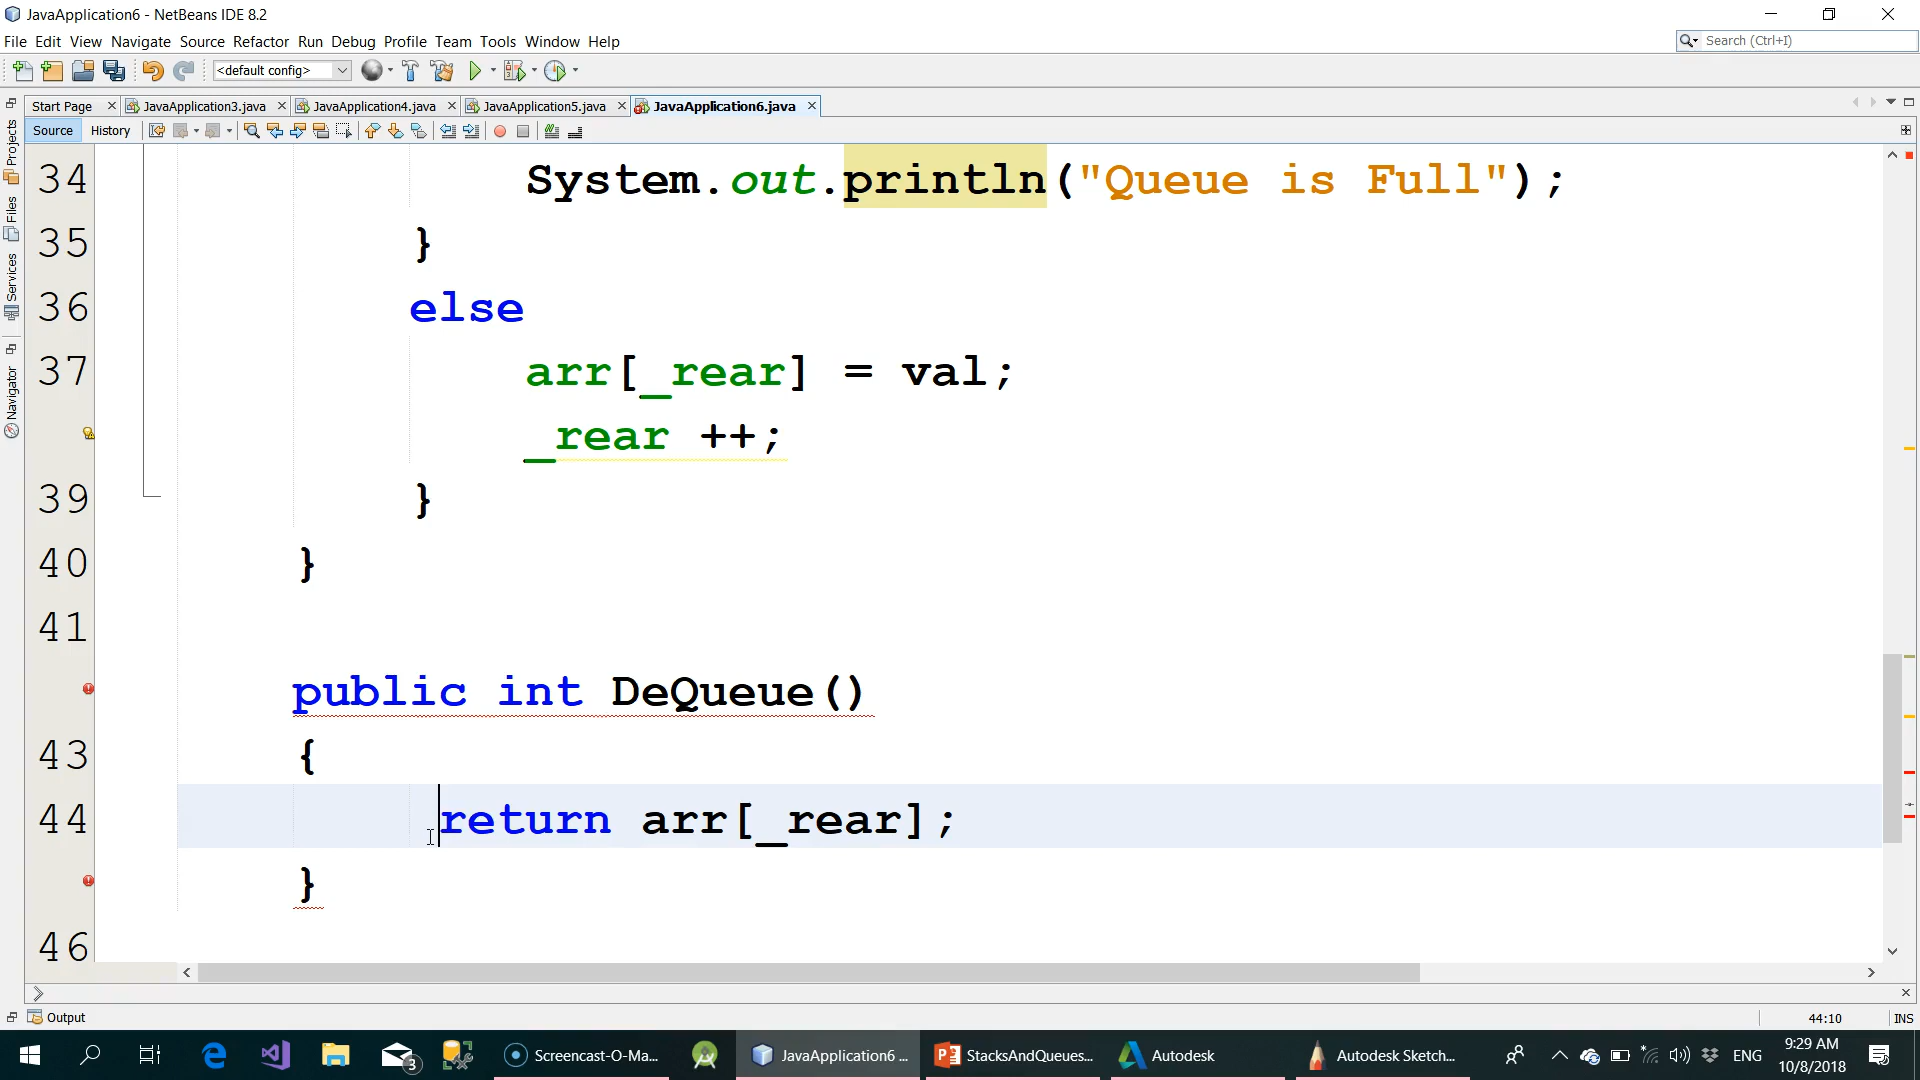 JavaApplication6 - NetBeans IDE 8.2
File Edit View Navigate Source Refactor Run Debug Profile Team Tools Window Help
Search (Ctrl+I)
<default config>
Start Page JavaApplication3.java JavaApplication4.java JavaApplication5.java JavaApplication6.java
Source History
Projects
Files
Services
Navigator
34 System.out.println("Queue is Full");
35 }
36 else
37 arr[_rear] = val;
_rear ++;
39 }
40 }
41
public int DeQueue()
43 {
44 return arr[_rear];
}
46
Output
44:10 INS
3 Screencast-O-Ma... JavaApplication6 ... StacksAndQueues... Autodesk Autodesk Sketch... ENG
9:29 AM
10/8/2018